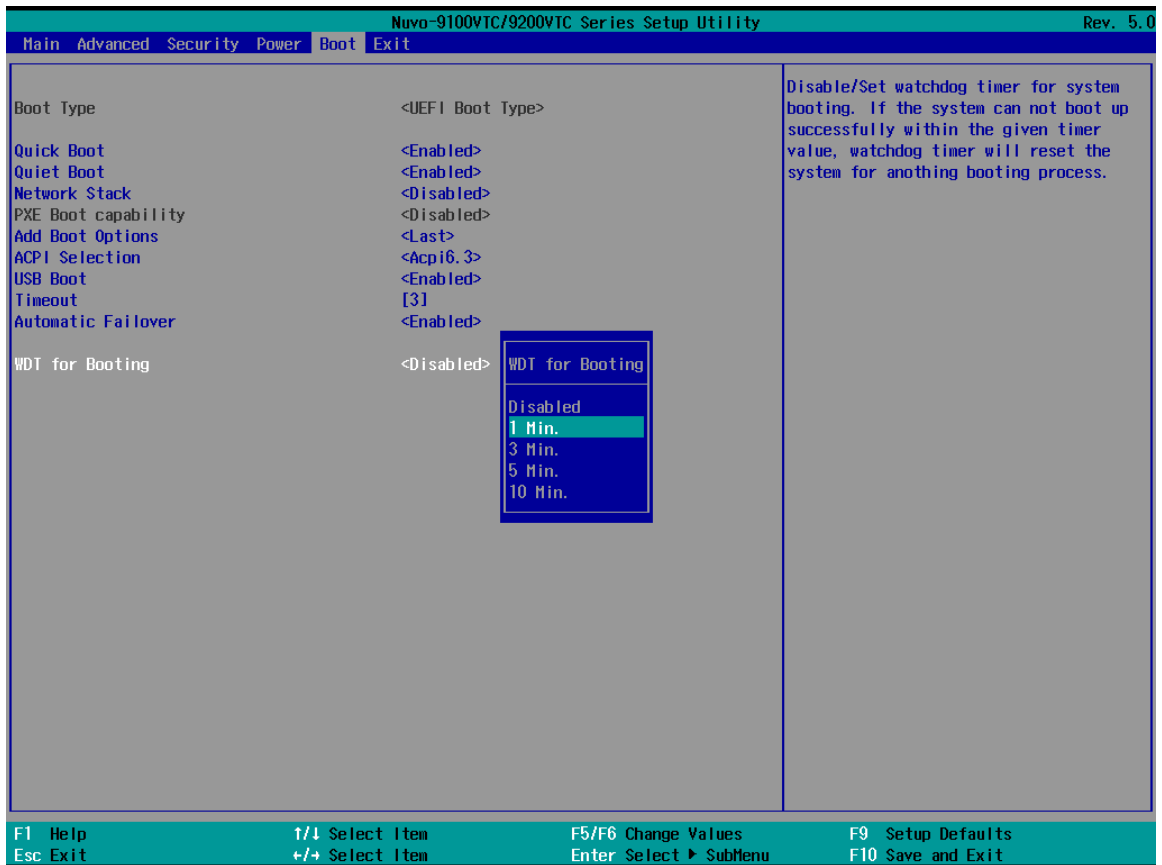 Nuvo-9100VTC/9200VTC Series Setup Utility Rev. 5.0
Main Advanced Security Power Boot Exit
Boot Type <UEFI Boot Type>
Quick Boot <Enabled>
Quiet Boot <Enabled>
Network Stack <Disabled>
PXE Boot capability <Disabled>
Add Boot Options <Last>
ACPI Selection <Acpi6.3>
USB Boot <Enabled>
Timeout [3]
Automatic Failover <Enabled>
WDT for Booting <Disabled>
WDT for Booting
Disabled
1 Min.
3 Min.
5 Min.
10 Min.
Disable/Set watchdog timer for system
booting. If the system can not boot up
successfully within the given timer
value, watchdog timer will reset the
system for anothing booting process.
F1 Help ↑/↓ Select Item F5/F6 Change Values F9 Setup Defaults
Esc Exit ←/→ Select Item Enter Select ▶ SubMenu F10 Save and Exit